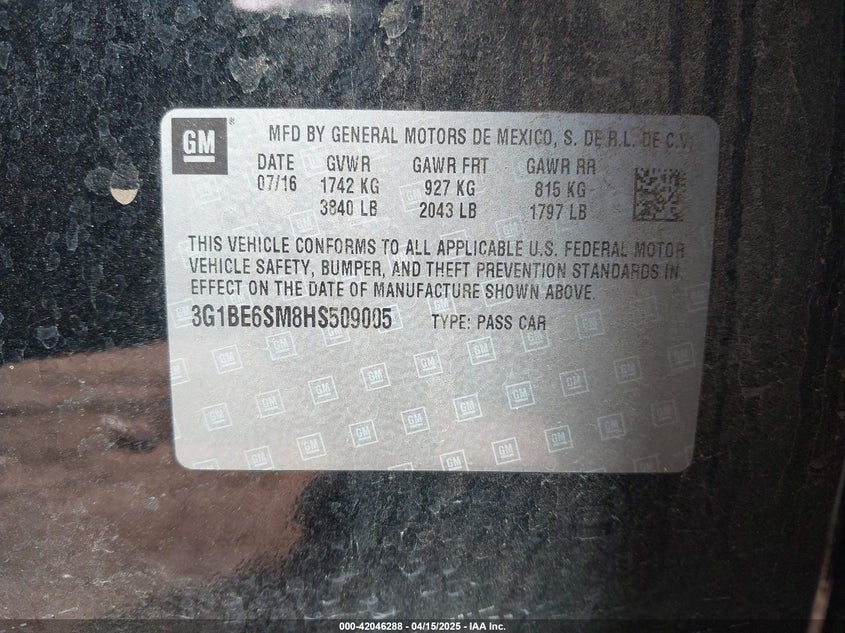 GM® MFD BY GENERAL MOTORS DE MEXICO, S. DE R.L. DE C.V.
DATE GVWR GAWR FRT GAWR RR
07/16 1742 KG 927 KG 815 KG
3840 LB 2043 LB 1797 LB
THIS VEHICLE CONFORMS TO ALL APPLICABLE U.S. FEDERAL MOTOR
VEHICLE SAFETY, BUMPER, AND THEFT PREVENTION STANDARDS IN
EFFECT ON THE DATE OF MANUFACTURE SHOWN ABOVE.
3G1BE6SM8HS509005 TYPE: PASS CAR
000-42046288 - 04/15/2025 - IAA Inc.